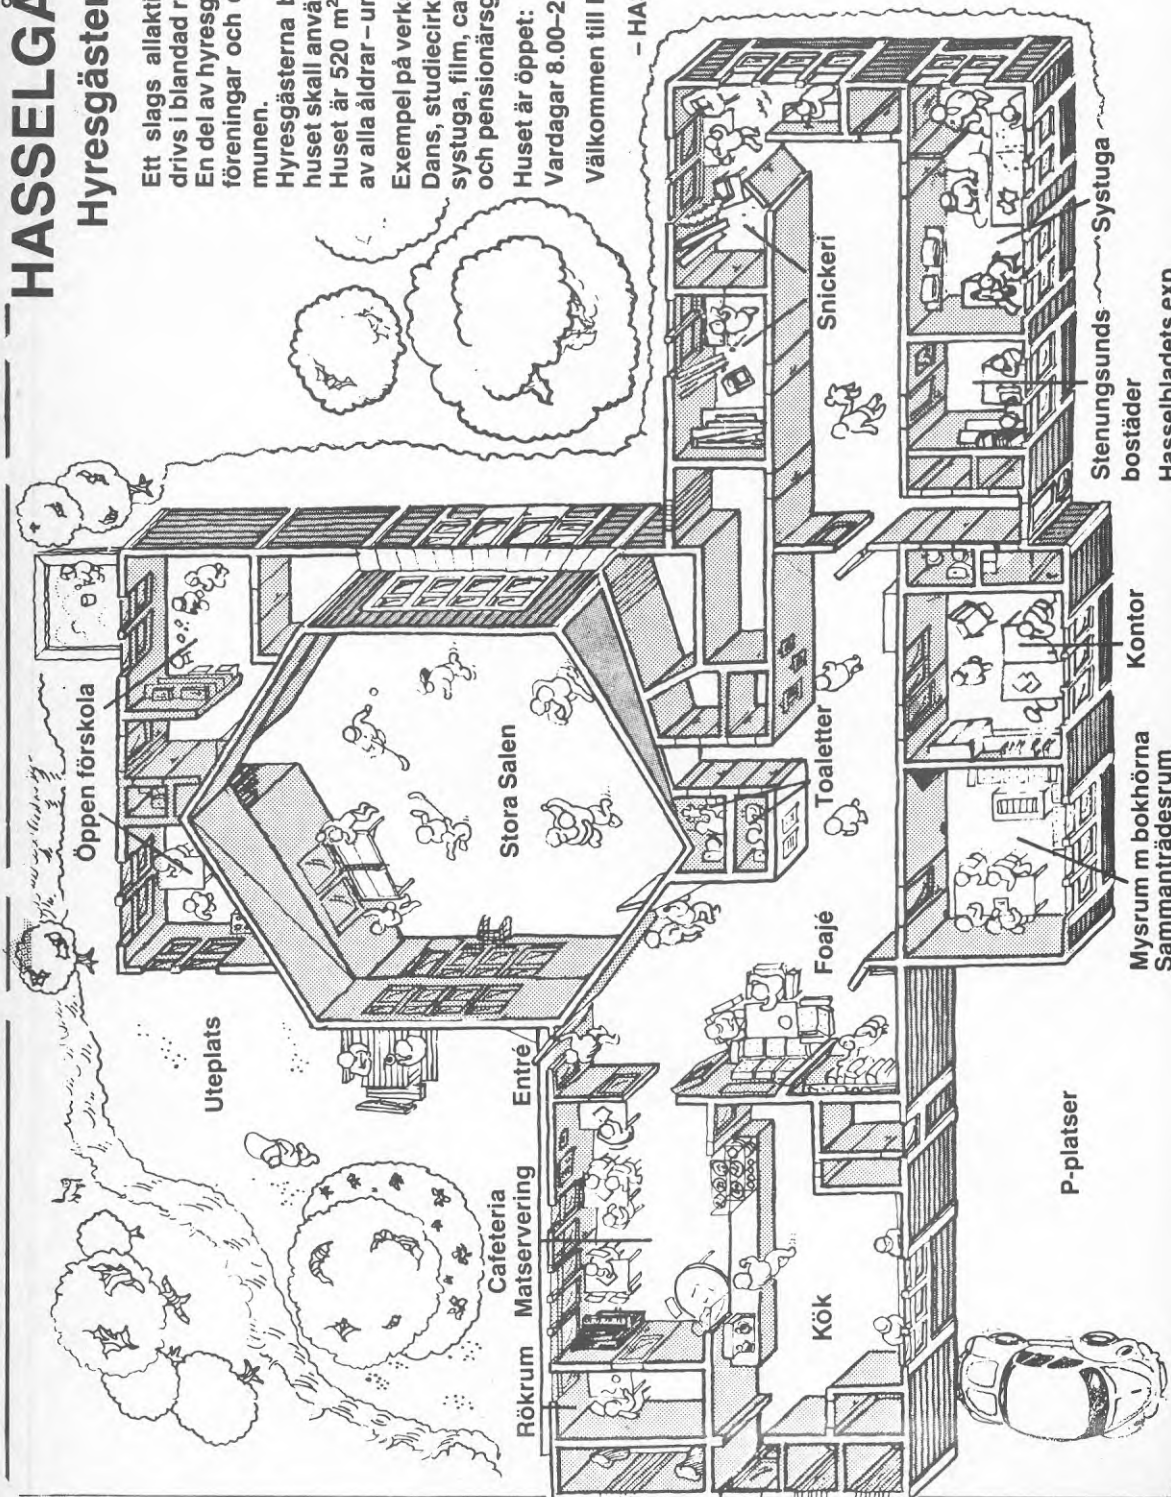 HASSELGÅ
Hyresgäster
Ett slags allakti
drivs i blandad r
En del av hyresg
föreningar och
munen.
Hyresgästerna
huset skall anvä
Huset är 520 m²
av alla åldrar – un
Exempel på verk
Dans, studiecirk
systuga, film, ca
och pensionärsg
Huset är öppet:
Vardagar 8.00–2
Välkommen till
– HA
Öppen förskola
Uteplats
Stora Salen
Snickeri
Entré
Cafeteria
Rökrum Matservering
Foajé
Toaletter
Kök
Stenungsunds
bostäder
Systuga
Hasselbladets exp
Kontor
Mysrum m bokhörna
Sammanträdesrum
P-platser